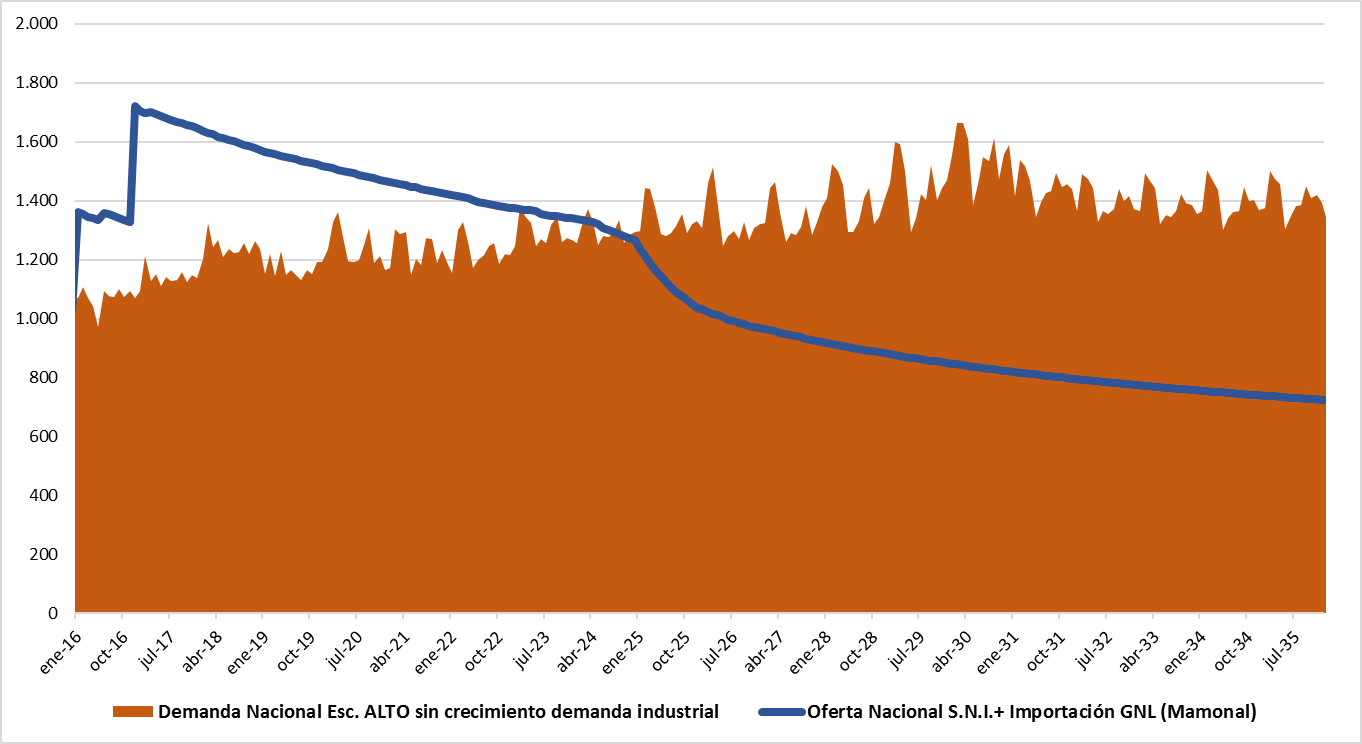 2.000
1.800
1.600
1.400
1.200
1.000
800
600
400
200
0
ene-16
oct-16
jul-17
abr-18
ene-19
oct-19
jul-20
abr-21
ene-22
oct-22
jul-23
abr-24
ene-25
oct-25
jul-26
abr-27
ene-28
oct-28
jul-29
abr-30
ene-31
oct-31
jul-32
abr-33
ene-34
oct-34
jul-35
Demanda Nacional Esc. ALTO sin crecimiento demanda industrial
Oferta Nacional S.N.I.+ Importación GNL (Mamonal)